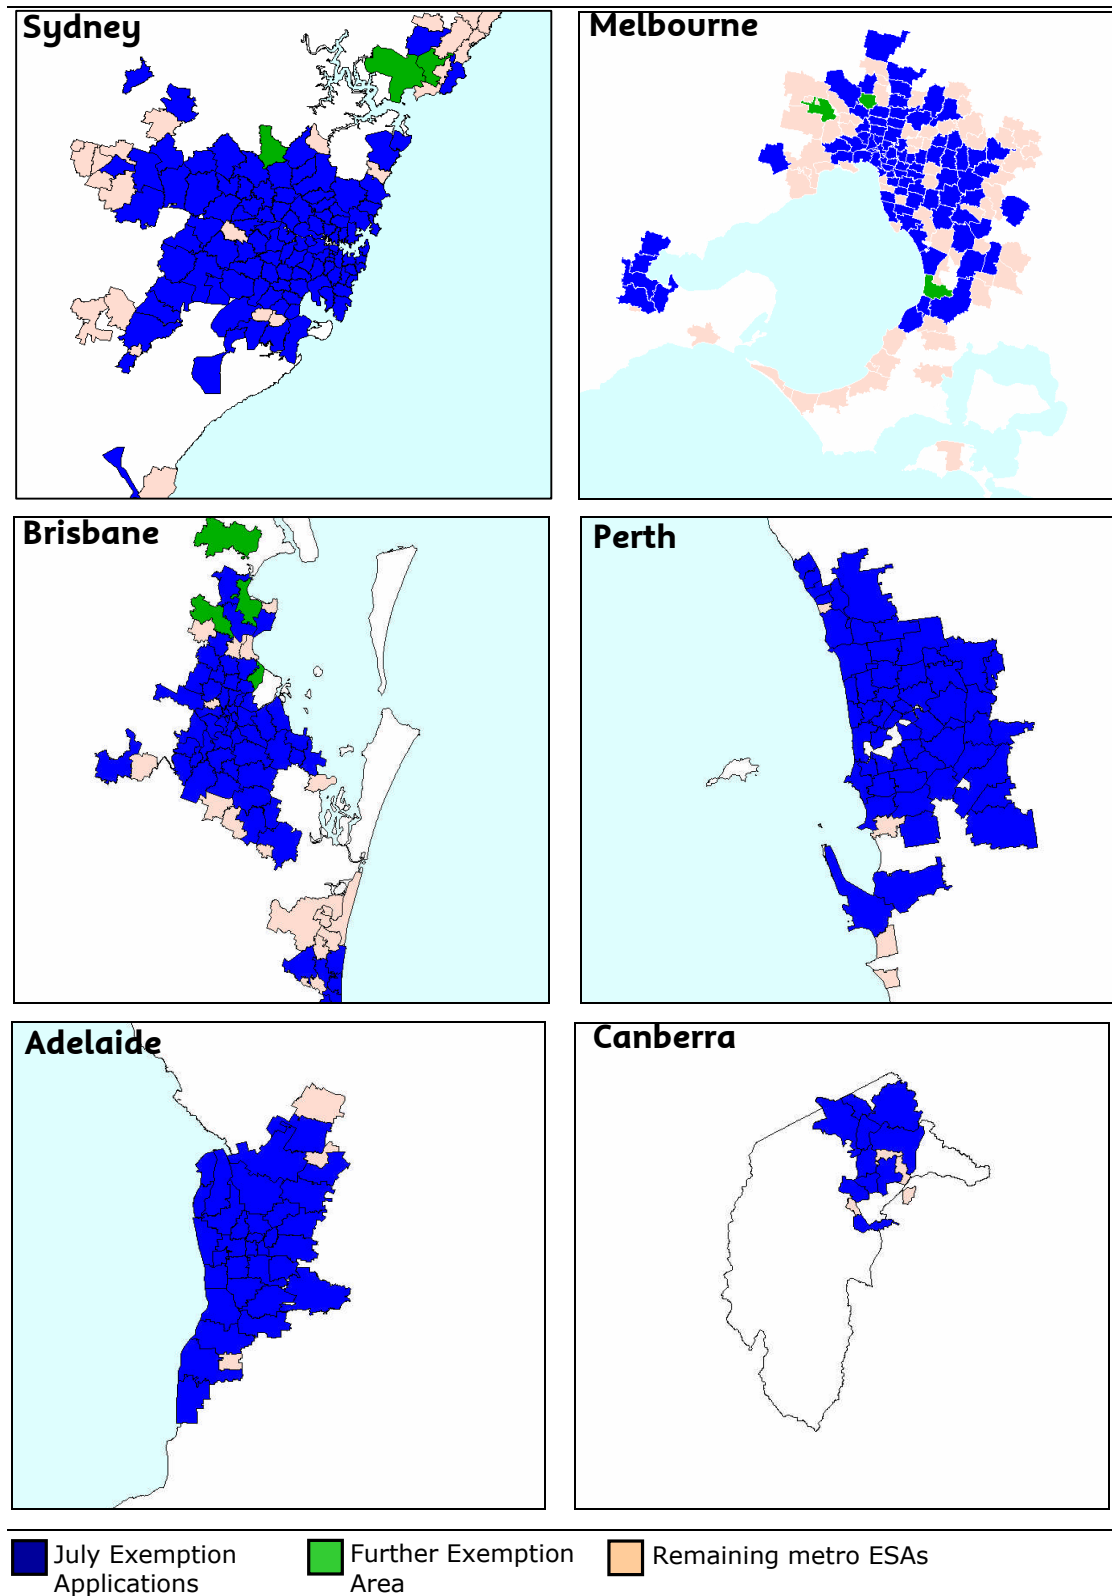 Sydney
Melbourne
Brisbane
Perth
Adelaide
Canberra
July Exemption
Applications
Further Exemption
Area
Remaining metro ESAs